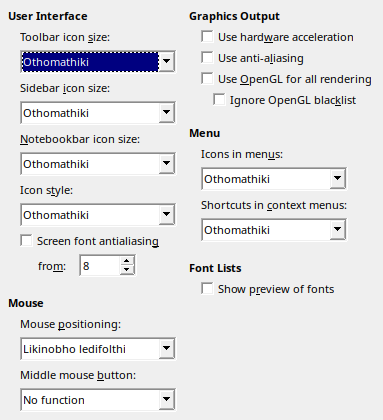 User Interface
Toolbar icon size:
Othomathiki
Sidebar icon size:
Othomathiki
Notebookbar icon size:
Othomathiki
Icon style:
Othomathiki
Screen font antialiasing
from: 8
Mouse
Mouse positioning:
Likinobho ledifolthi
Middle mouse button:
No function
Graphics Output
Use hardware acceleration
Use anti-aliasing
Use OpenGL for all rendering
Ignore OpenGL blacklist
Menu
Icons in menus:
Othomathiki
Shortcuts in context menus:
Othomathiki
Font Lists
Show preview of fonts